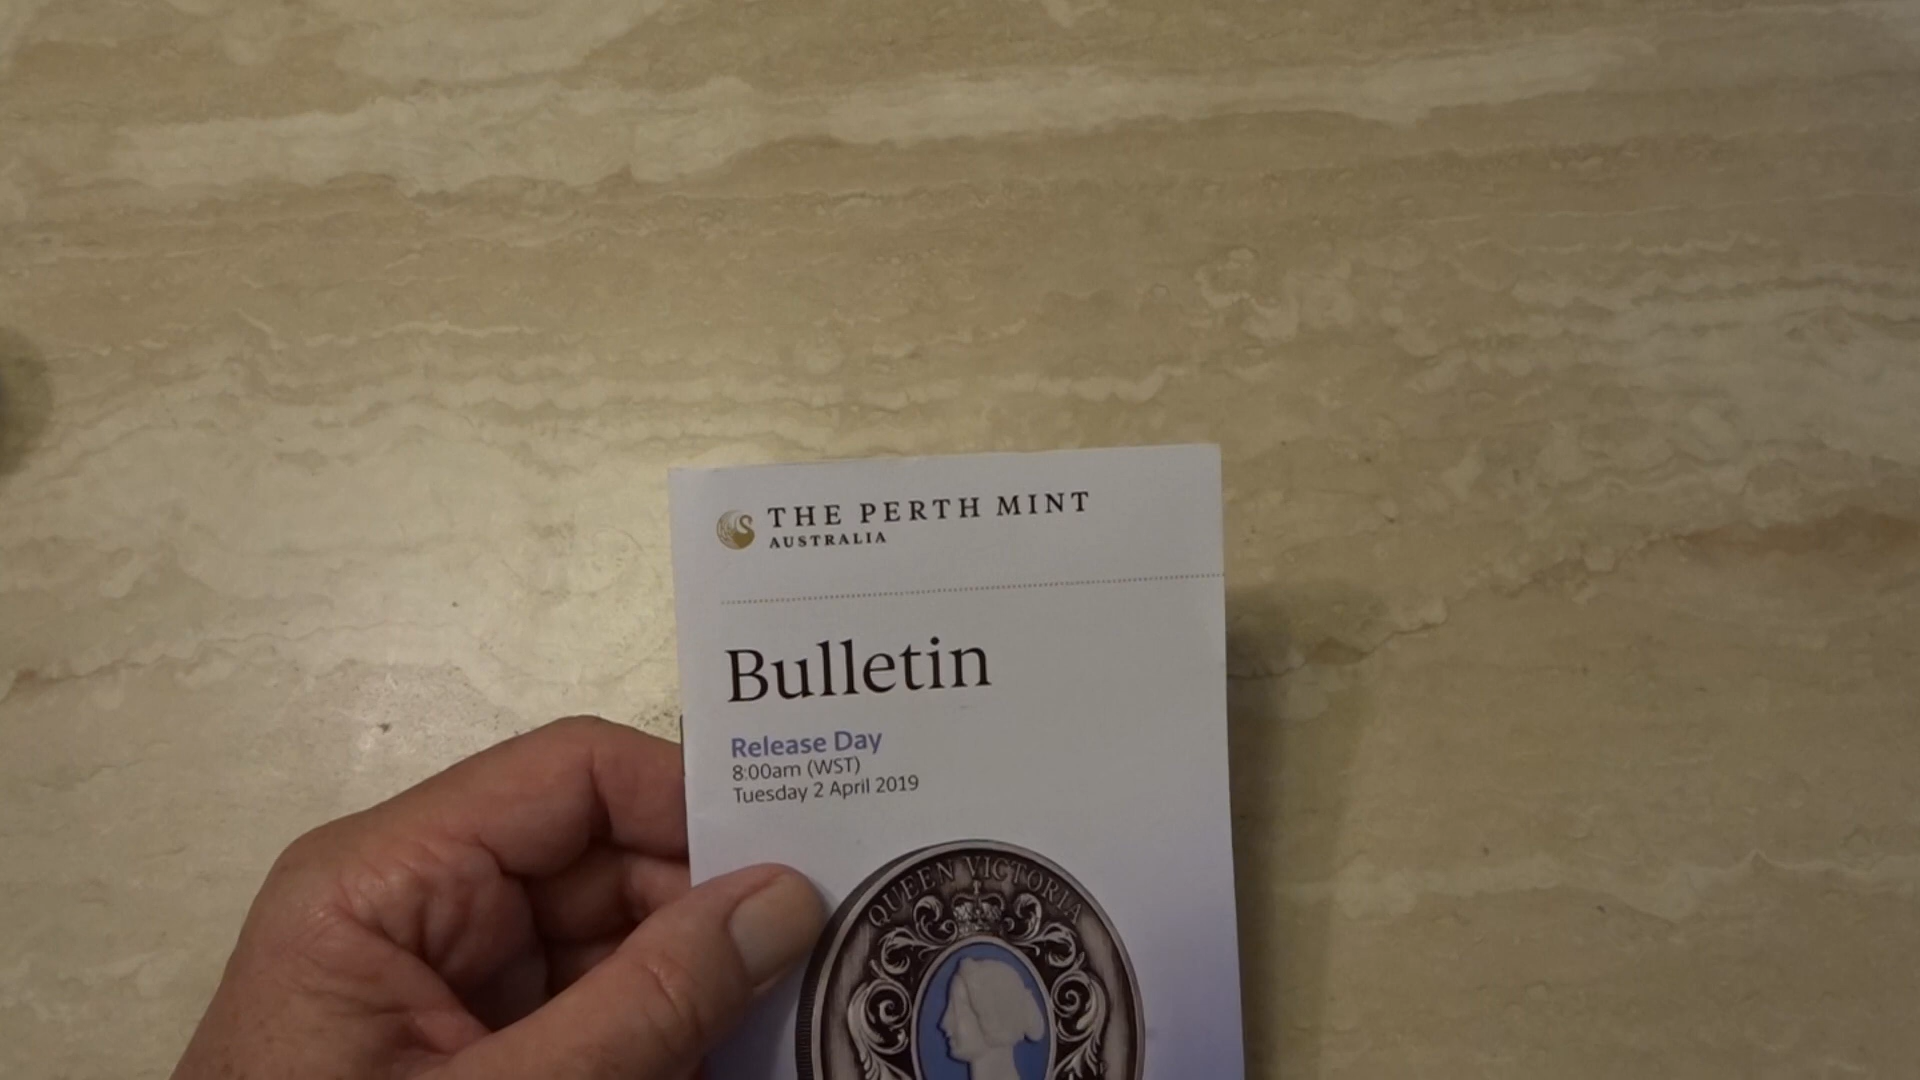 THE PERTH MINT
AUSTRALIA
Bulletin
Release Day
8:00am (WST)
Tuesday 2 April 2019
QUEEN VICTORIA